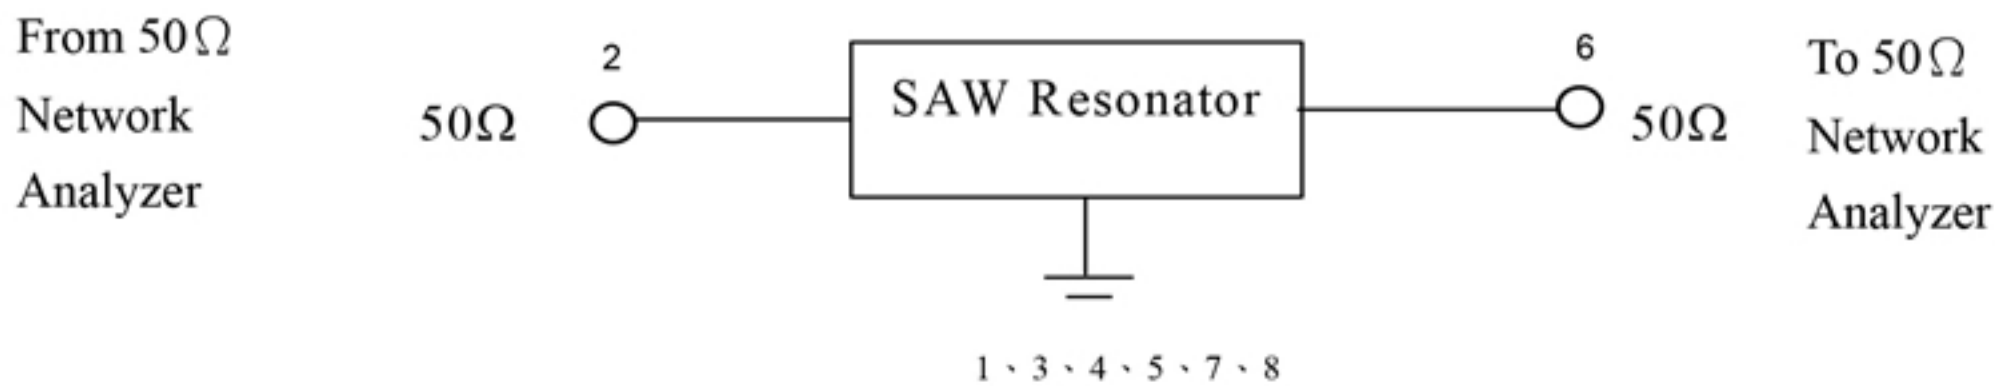 From 50Ω
Network
Analyzer
50Ω
2
SAW Resonator
6
50Ω
To 50Ω
Network
Analyzer
1、3、4、5、7、8